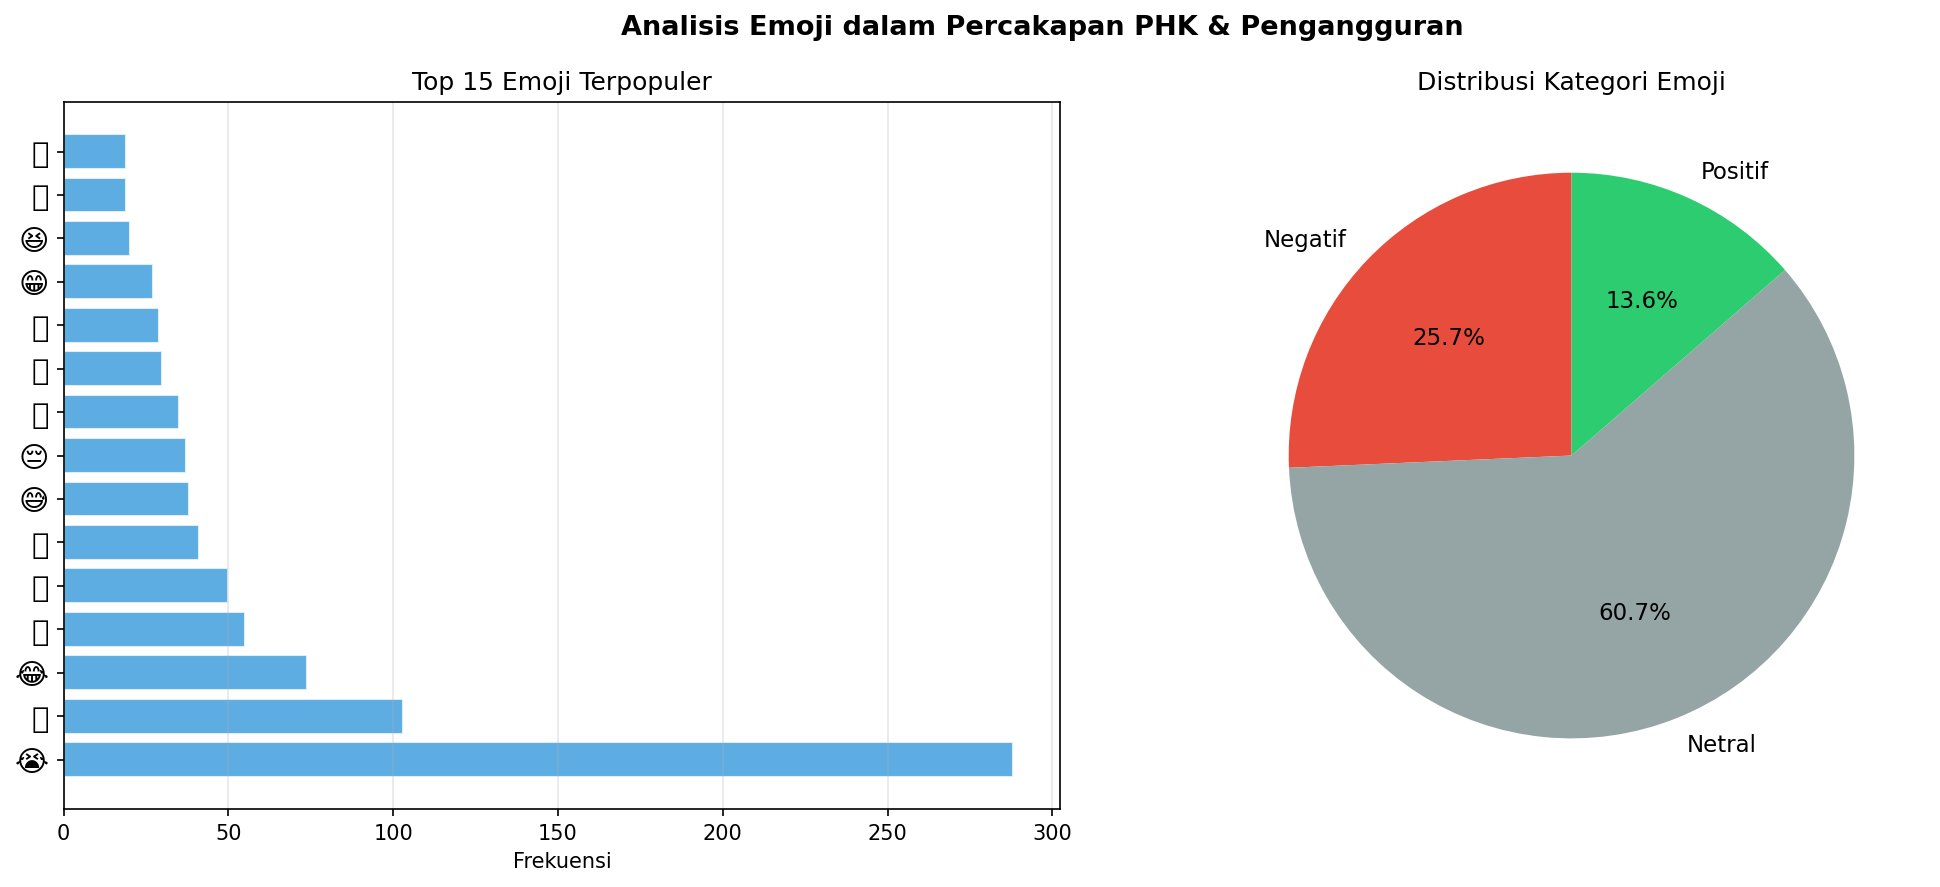 Analisis Emoji dalam Percakapan PHK & Pengangguran
Top 15 Emoji Terpopuler
😆
😁
😔
😅
😂
😭
0 50 100 150 200 250 300
Frekuensi
Distribusi Kategori Emoji
Positif
Negatif
13.6%
25.7%
60.7%
Netral